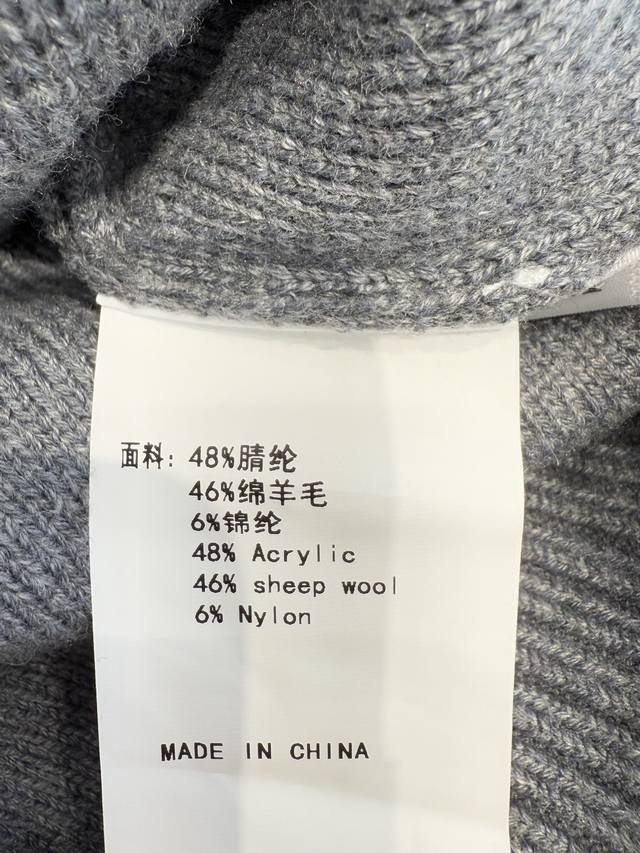 面料: 48%腈纶
46%绵羊毛
6%锦纶
48% Acrylic
46% sheep wool
6% Nylon
MADE IN CHINA